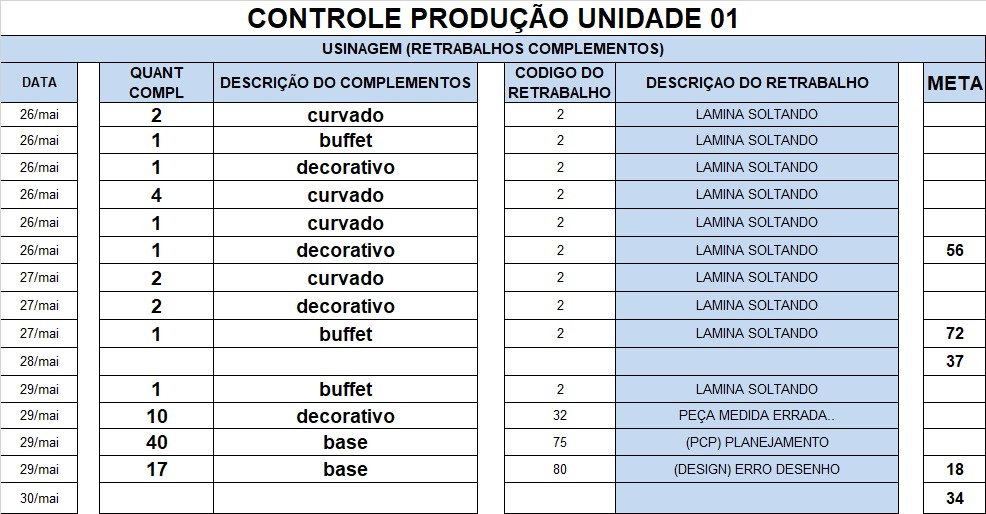 CONTROLE PRODUÇÃO UNIDADE 01
USINAGEM (RETRABALHOS COMPLEMENTOS)
DATA QUANT COMPL DESCRIÇÃO DO COMPLEMENTOS CODIGO DO RETRABALHO DESCRIÇAO DO RETRABALHO META
26/mai 2 curvado 2 LAMINA SOLTANDO
26/mai 1 buffet 2 LAMINA SOLTANDO
26/mai 1 decorativo 2 LAMINA SOLTANDO
26/mai 4 curvado 2 LAMINA SOLTANDO
26/mai 1 curvado 2 LAMINA SOLTANDO
26/mai 1 decorativo 2 LAMINA SOLTANDO 56
27/mai 2 curvado 2 LAMINA SOLTANDO
27/mai 2 decorativo 2 LAMINA SOLTANDO
27/mai 1 buffet 2 LAMINA SOLTANDO 72
28/mai 37
29/mai 1 buffet 2 LAMINA SOLTANDO
29/mai 10 decorativo 32 PEÇA MEDIDA ERRADA..
29/mai 40 base 75 (PCP) PLANEJAMENTO
29/mai 17 base 80 (DESIGN) ERRO DESENHO 18
30/mai 34